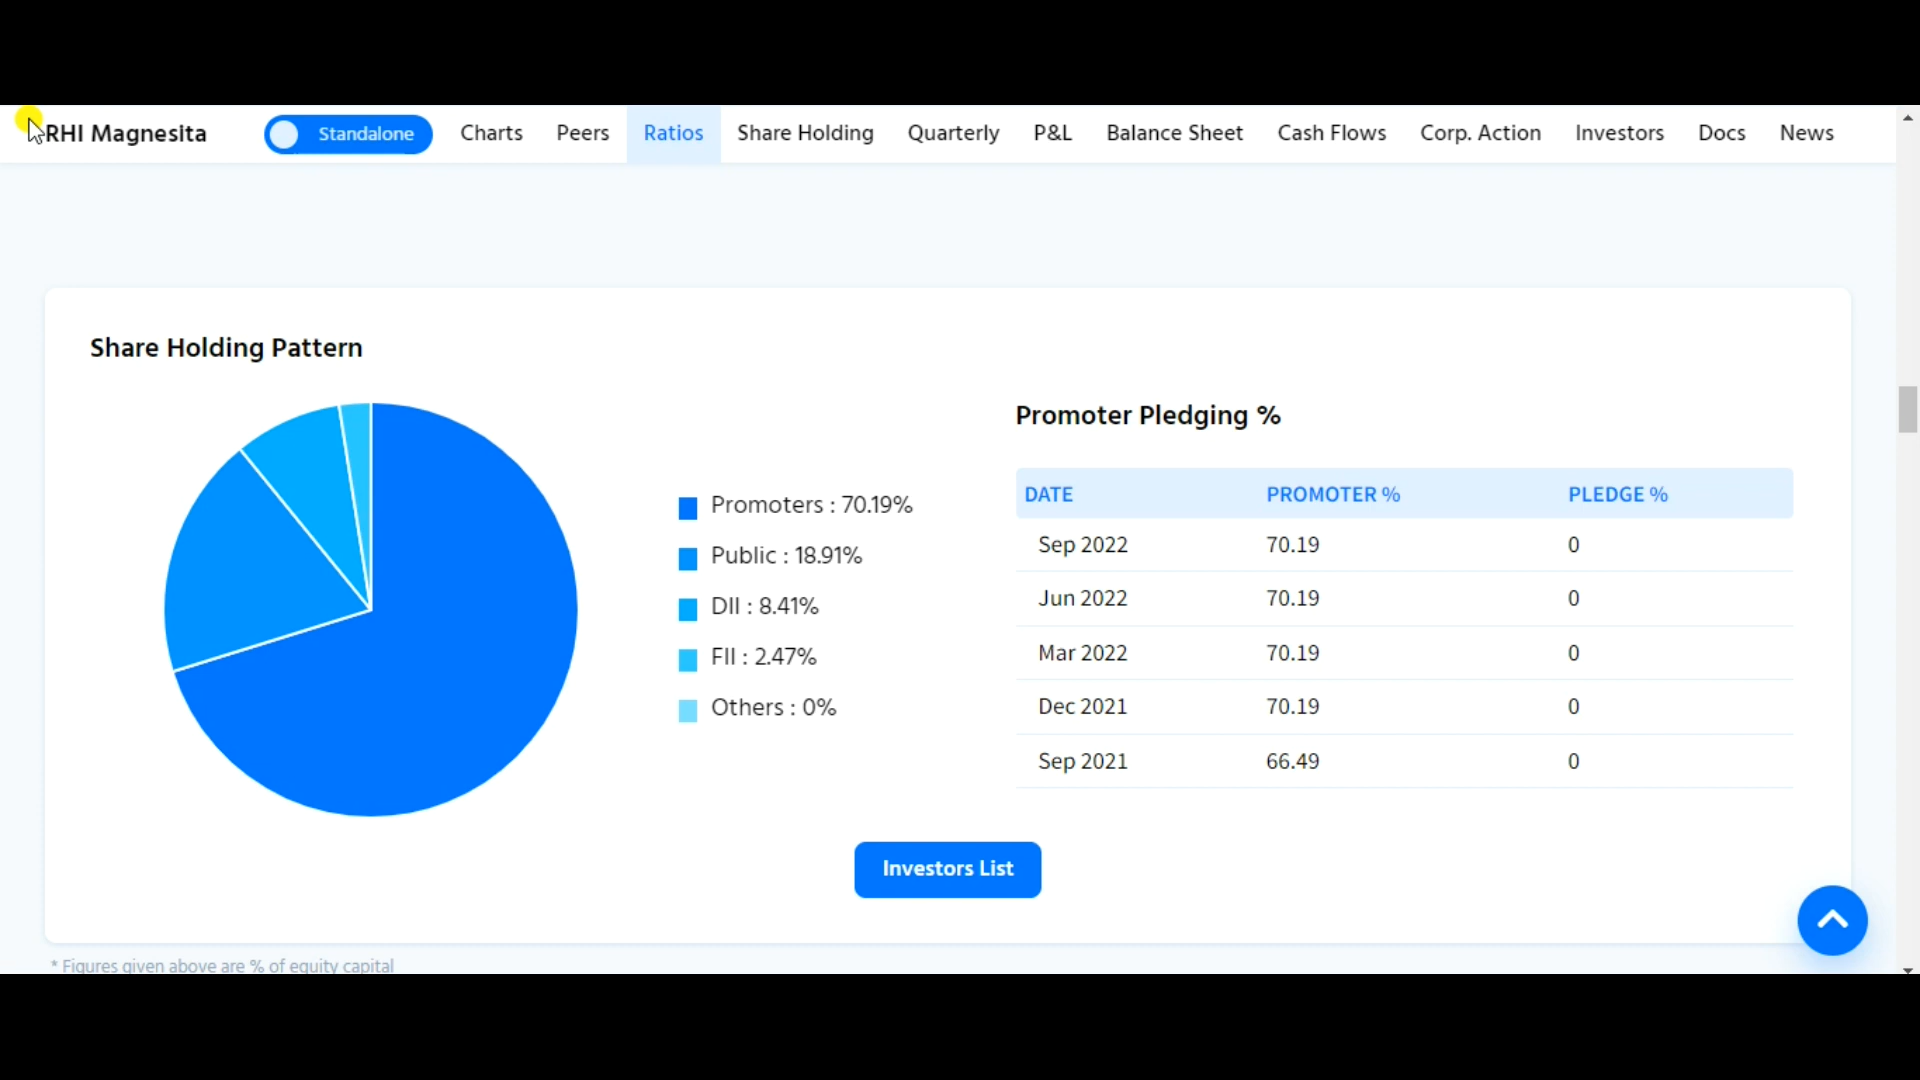 RHI Magnesita Standalone Charts Peers Ratios Share Holding Quarterly P&L Balance Sheet Cash Flows Corp. Action Investors Docs News
Share Holding Pattern
Promoters : 70.19%
Public : 18.91%
DII : 8.41%
FII : 2.47%
Others : 0%
Promoter Pledging %
DATE PROMOTER % PLEDGE %
Sep 2022 70.19 0
Jun 2022 70.19 0
Mar 2022 70.19 0
Dec 2021 70.19 0
Sep 2021 66.49 0
Investors List
* Figures given above are % of equity capital